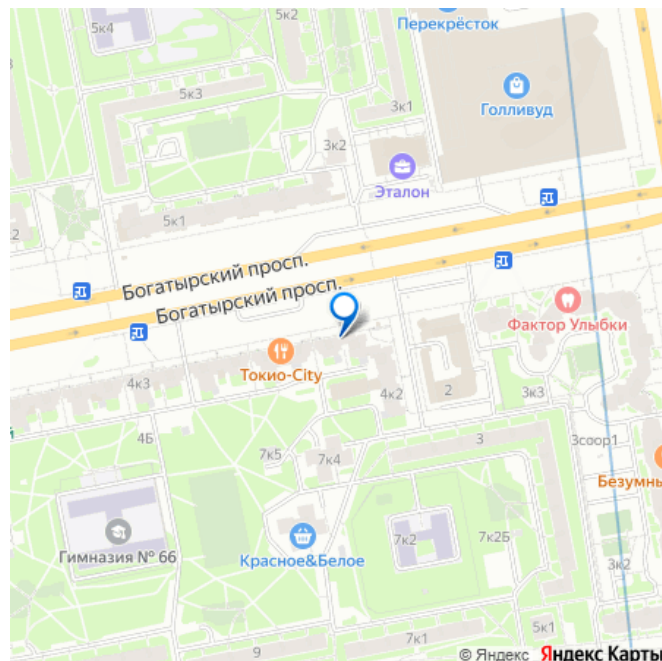 5к4
5к2
Перекрёсток
5к3
3к1
Голливуд
3к2
Эталон
2
5к1
Богатырский просп.
Богатырский просп.
Фактор Улыбки
Токио-City
4к3
4к2
2
3к3
й
4Б
3
3соор1
7к5
7к4
Безумны
Гимназия № 66
7к2
7к2Б
Красное&Белое
3к2
5к1
7к1
9
© Яндекс Яндекс Карты